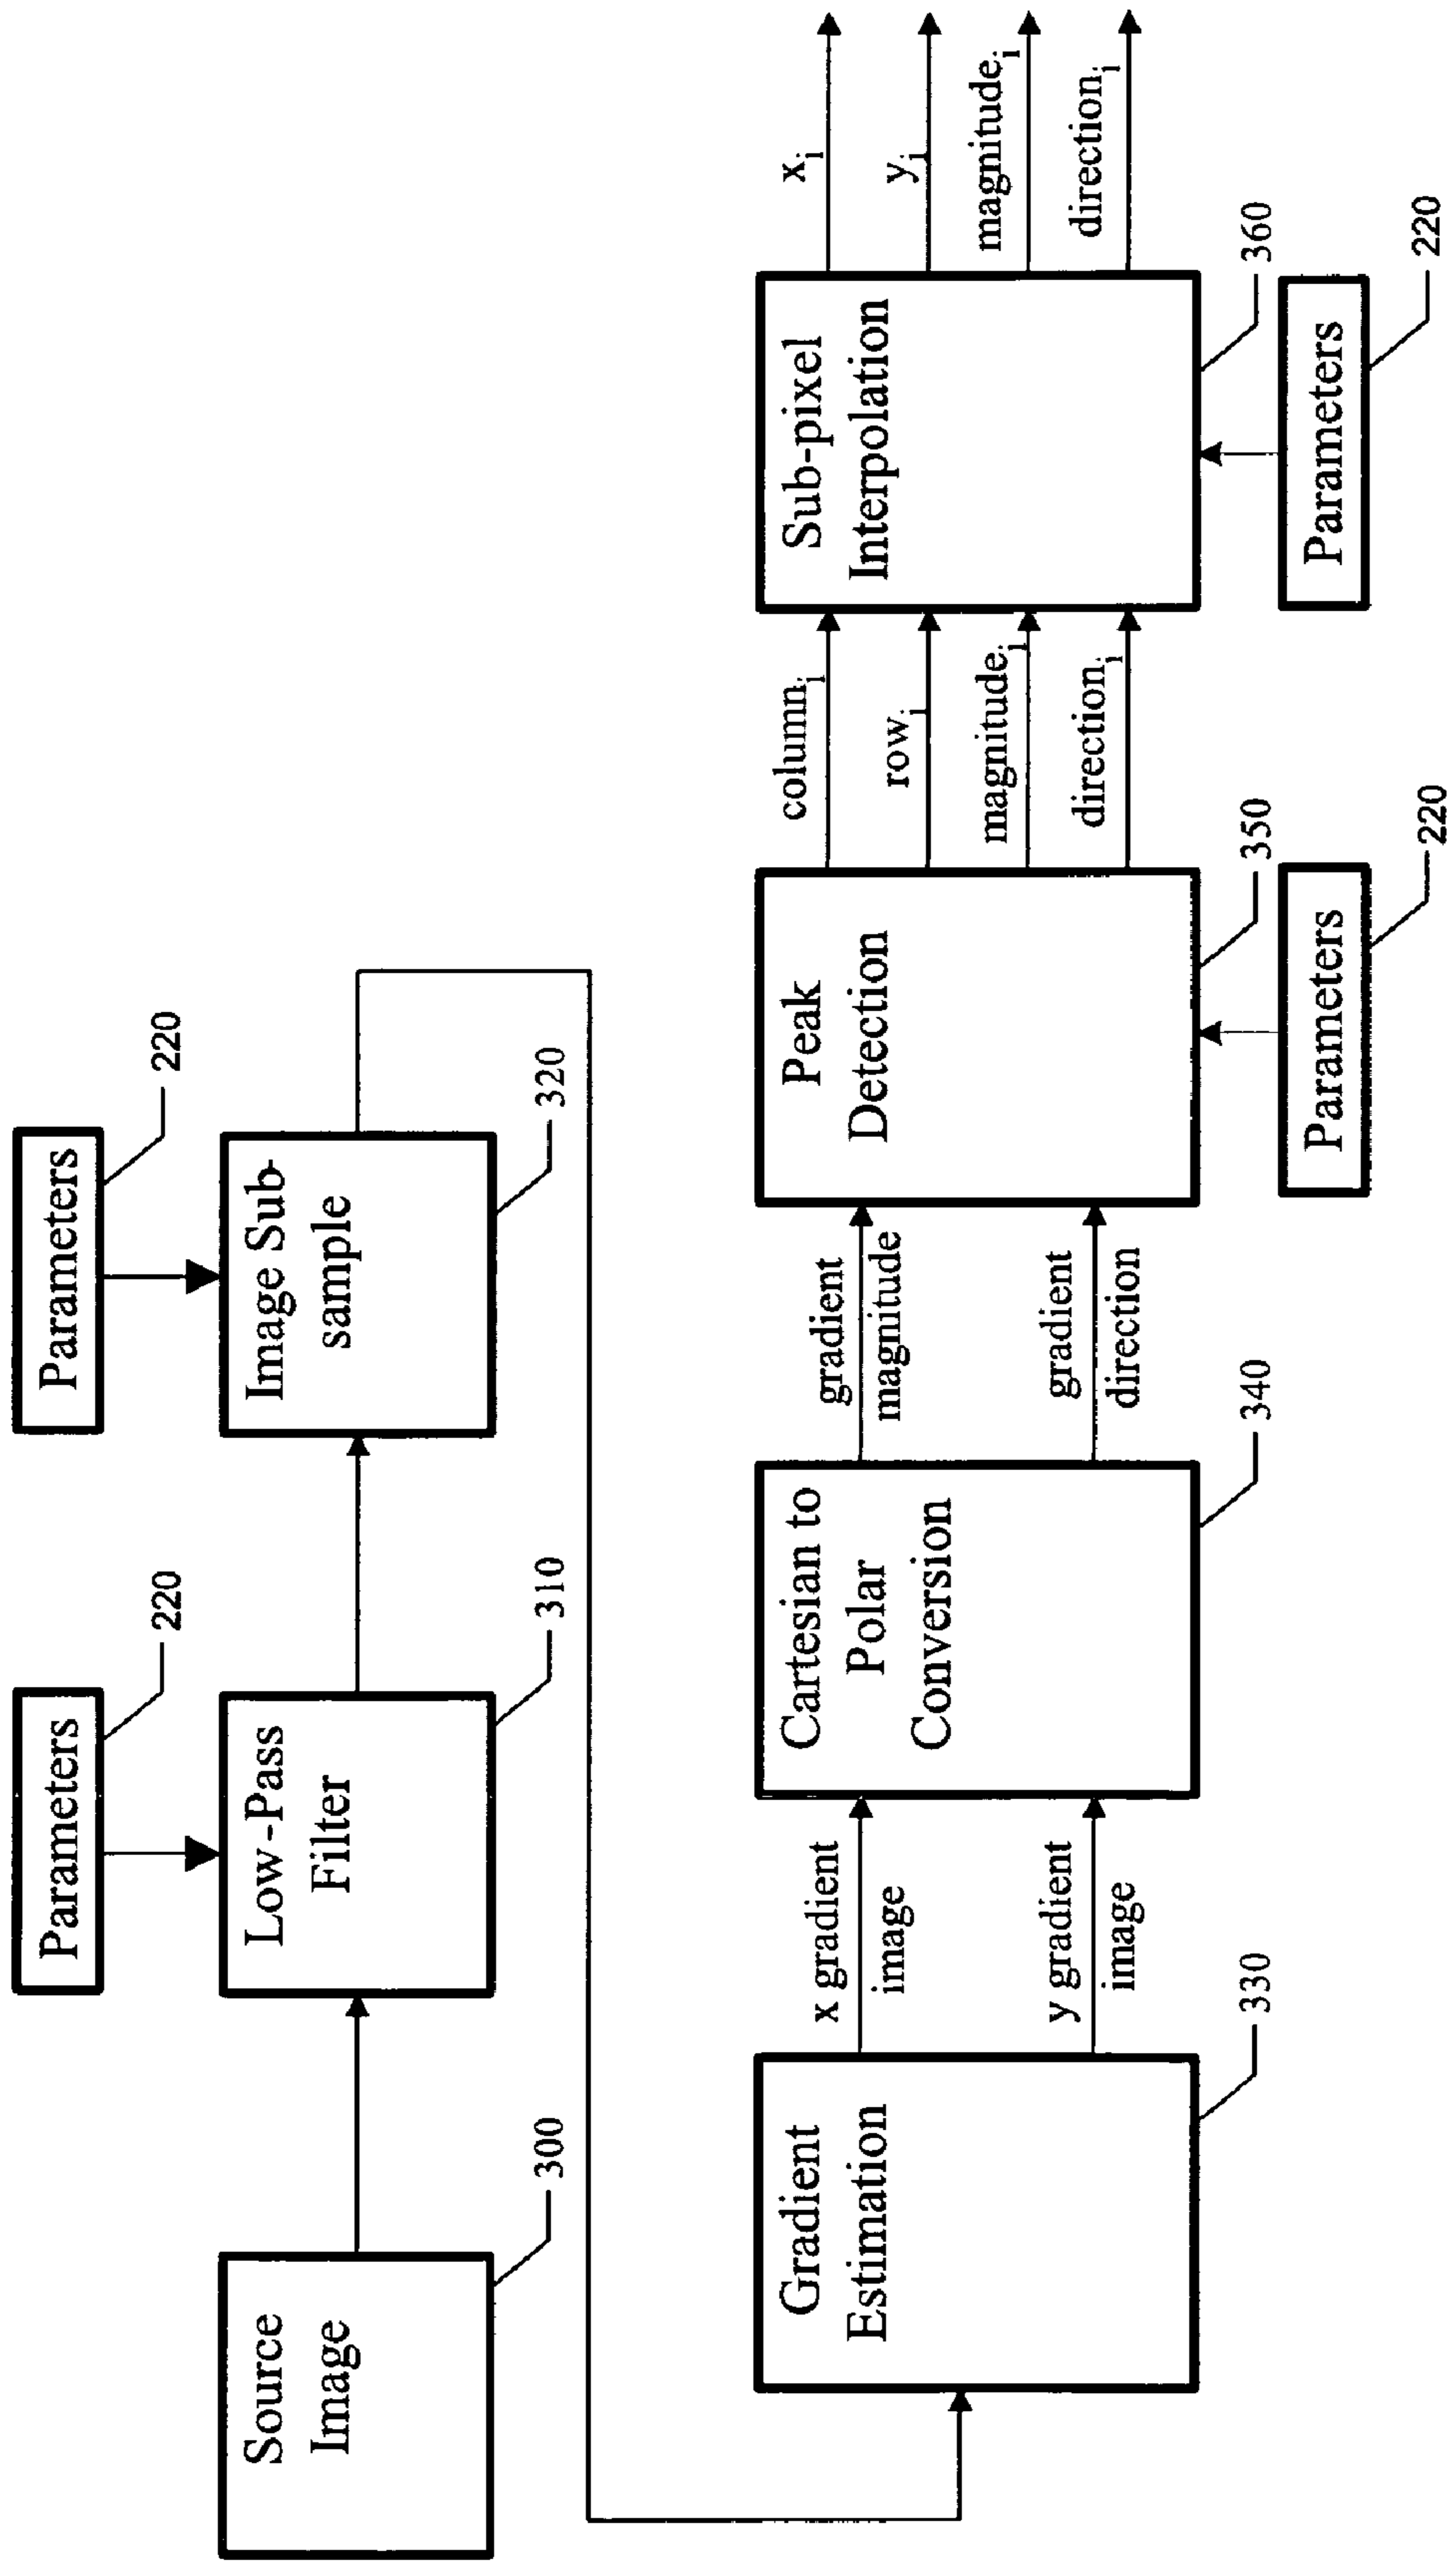 Parameters
220
Parameters
220
Source
Image
300
Low-Pass
Filter
310
Image Sub-
sample
320
Gradient
Estimation
330
x gradient
image
y gradient
image
Cartesian to
Polar
Conversion
340
gradient
magnitude
gradient
direction
Peak
Detection
350
Parameters
220
column i
row i
magnitude i
direction i
Sub-pixel
Interpolation
360
Parameters
220
x i
y i
magnitude i
direction i